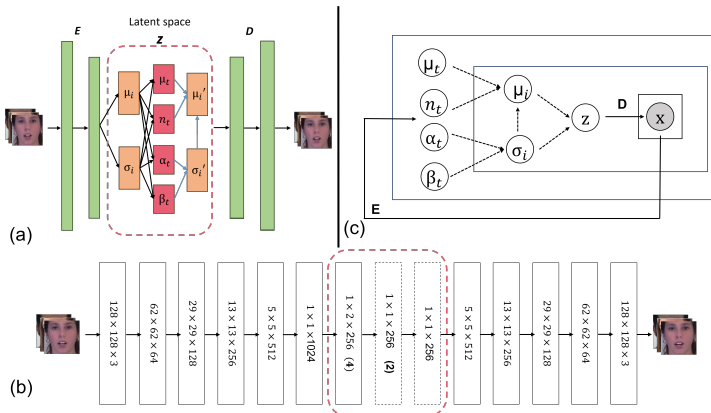 Latent space
E
z
D
μᵢ
σᵢ
μₜ
nₜ
αₜ
βₜ
μᵢ′
σᵢ′
(a)
μₜ
nₜ
αₜ
βₜ
μᵢ
σᵢ
z
D
x
E
(c)
128 × 128 × 3
62 × 62 × 64
29 × 29 × 128
13 × 13 × 256
5 × 5 × 512
1 × 1 ×1024
1 × 2 × 256 (4)
1 × 1 × 256 (2)
1 × 1 × 256
5 × 5 × 512
13 × 13 × 256
29 × 29 × 128
62 × 62 × 64
128 × 128 × 3
(b)